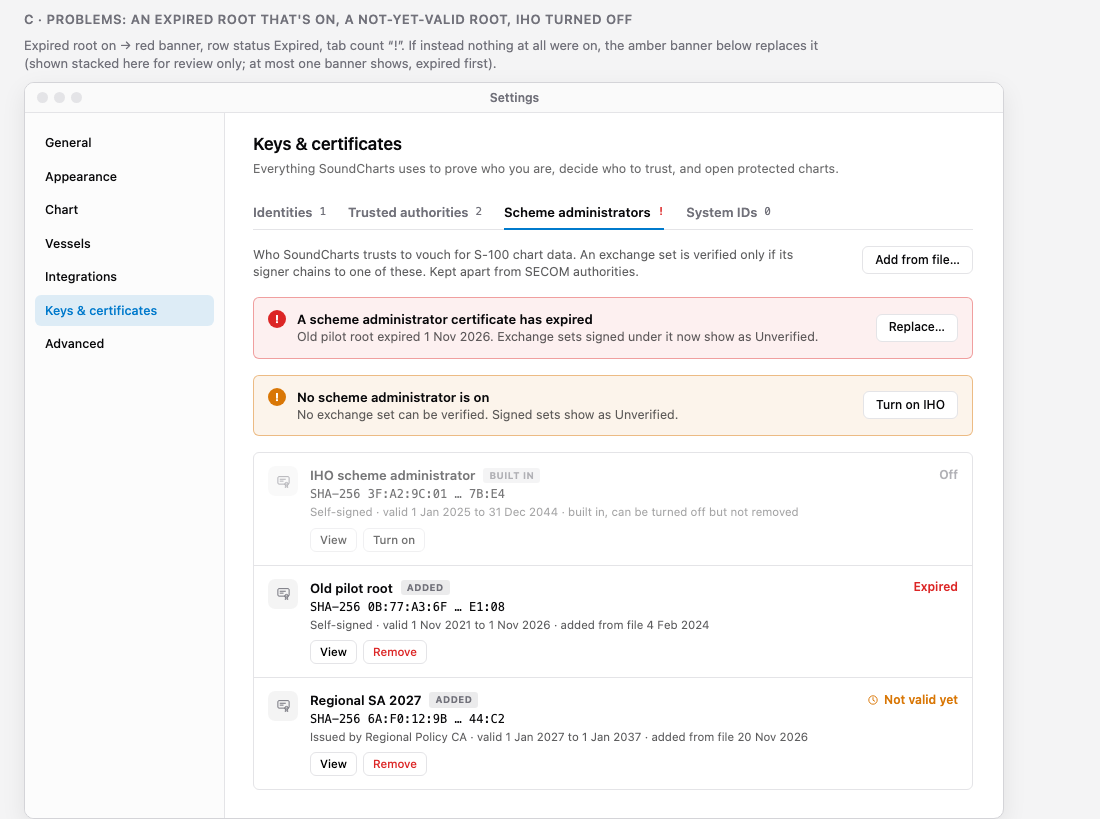 C · PROBLEMS: AN EXPIRED ROOT THAT'S ON, A NOT-YET-VALID ROOT, IHO TURNED OFF
Expired root on → red banner, row status Expired, tab count “!”. If instead nothing at all were on, the amber banner below replaces it
(shown stacked here for review only; at most one banner shows, expired first).
Settings
General
Appearance
Chart
Vessels
Integrations
Keys & certificates
Advanced
Keys & certificates
Everything SoundCharts uses to prove who you are, decide who to trust, and open protected charts.
Identities 1 Trusted authorities 2 Scheme administrators ! System IDs 0
Who SoundCharts trusts to vouch for S-100 chart data. An exchange set is verified only if its
signer chains to one of these. Kept apart from SECOM authorities.
Add from file…
A scheme administrator certificate has expired
Old pilot root expired 1 Nov 2026. Exchange sets signed under it now show as Unverified.
Replace…
No scheme administrator is on
No exchange set can be verified. Signed sets show as Unverified.
Turn on IHO
IHO scheme administrator BUILT IN Off
SHA-256 3F:A2:9C:01 … 7B:E4
Self-signed · valid 1 Jan 2025 to 31 Dec 2044 · built in, can be turned off but not removed
View Turn on
Old pilot root ADDED Expired
SHA-256 0B:77:A3:6F … E1:08
Self-signed · valid 1 Nov 2021 to 1 Nov 2026 · added from file 4 Feb 2024
View Remove
Regional SA 2027 ADDED Not valid yet
SHA-256 6A:F0:12:9B … 44:C2
Issued by Regional Policy CA · valid 1 Jan 2027 to 1 Jan 2037 · added from file 20 Nov 2026
View Remove